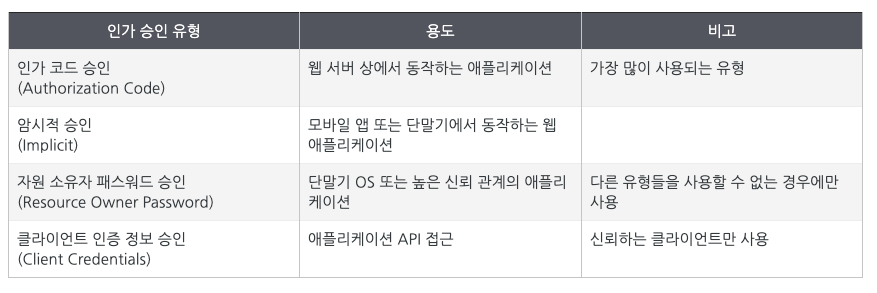 인가 승인 유형 용도 비고
인가 코드 승인
(Authorization Code)
웹 서버 상에서 동작하는 애플리케이션
가장 많이 사용되는 유형
암시적 승인
(Implicit)
모바일 앱 또는 단말기에서 동작하는 웹
애플리케이션
자원 소유자 패스워드 승인
(Resource Owner Password)
단말기 OS 또는 높은 신뢰 관계의 애플리
케이션
다른 유형들을 사용할 수 없는 경우에만
사용
클라이언트 인증 정보 승인
(Client Credentials)
애플리케이션 API 접근
신뢰하는 클라이언트만 사용